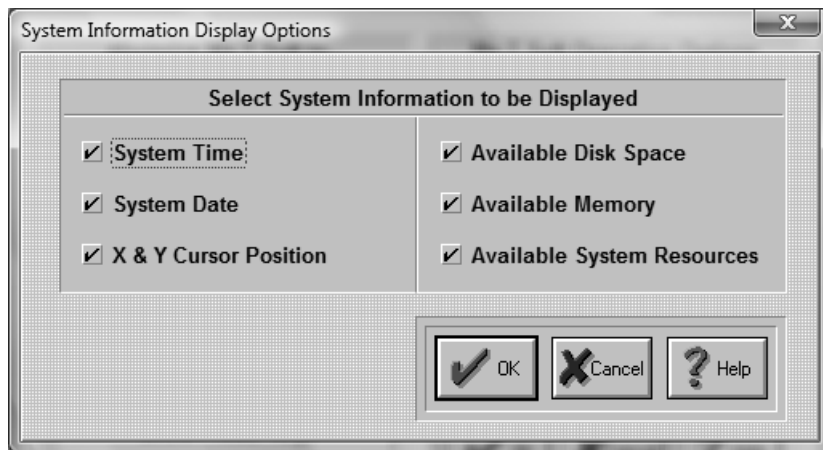 System Information Display Options
X
Select System Information to be Displayed
System Time
System Date
X & Y Cursor Position
Available Disk Space
Available Memory
Available System Resources
OK
Cancel
Help